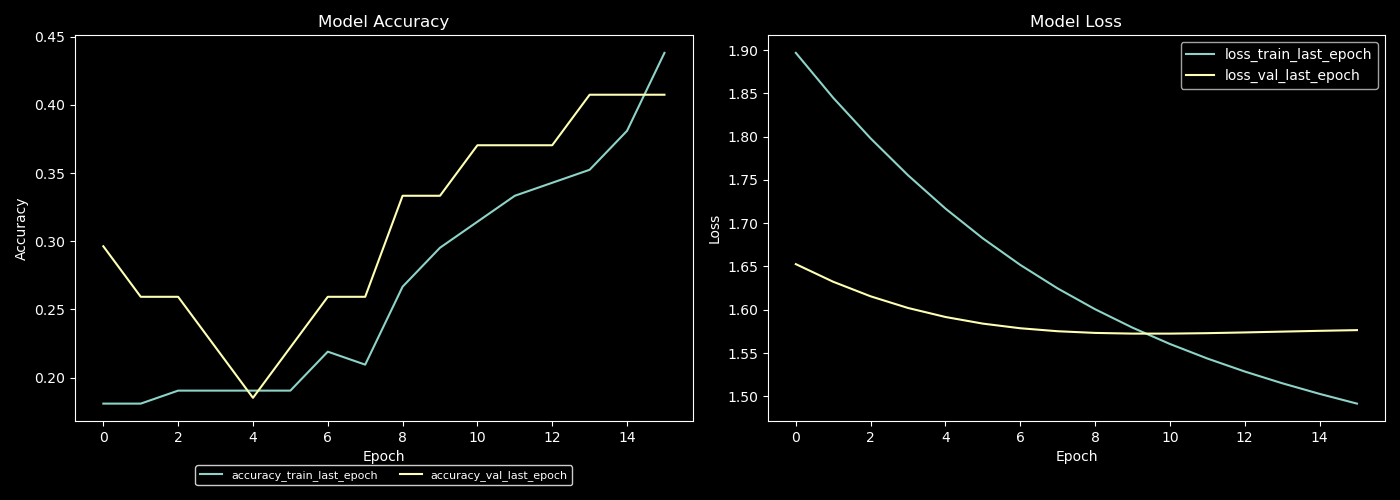 Model Accuracy
0.45
0.40
0.35
0.30
0.25
0.20
Accuracy
0 2 4 6 8 10 12 14
Epoch
accuracy_train_last_epoch accuracy_val_last_epoch
Model Loss
1.90
1.85
1.80
1.75
1.70
1.65
1.60
1.55
1.50
Loss
loss_train_last_epoch
loss_val_last_epoch
0 2 4 6 8 10 12 14
Epoch